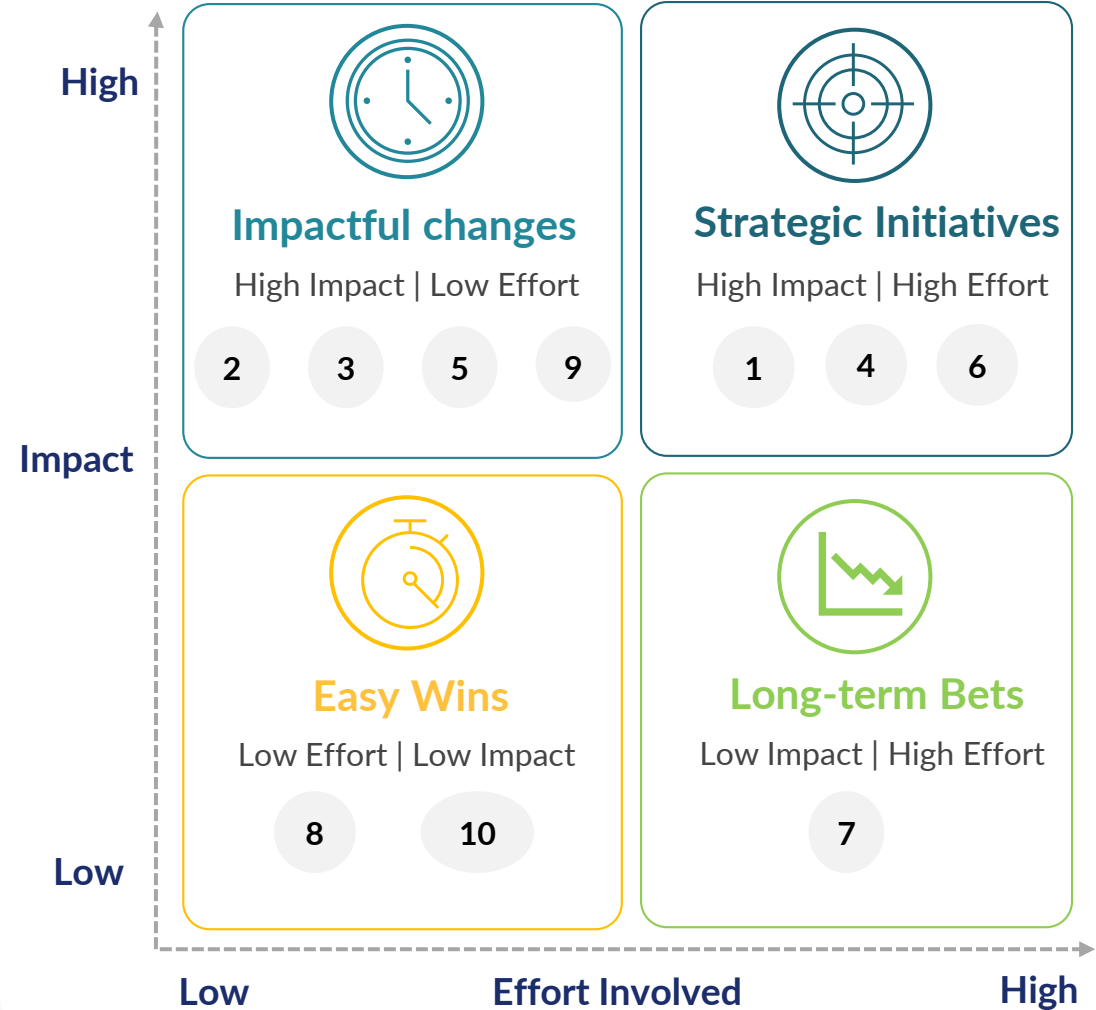 High
Impactful changes
High Impact | Low Effort
2 3 5 9
Strategic Initiatives
High Impact | High Effort
1 4 6
Impact
Easy Wins
Low Effort | Low Impact
8 10
Long-term Bets
Low Impact | High Effort
7
Low
Low Effort Involved High